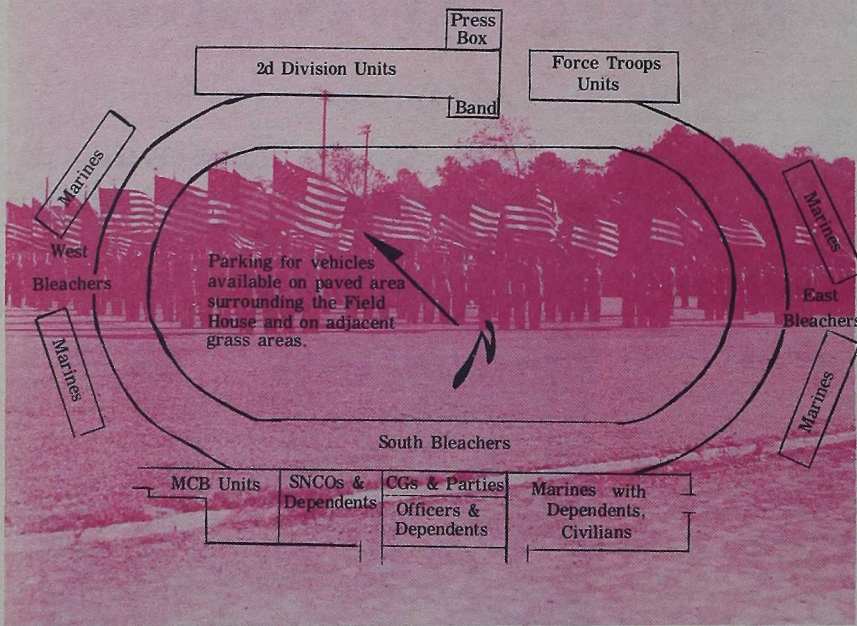 Press
Box
2d Division Units
Force Troops
Units
Band
Marines
Marines
West
Bleachers
Parking for vehicles
available on paved area
surrounding the Field
House and on adjacent
grass areas.
East
Bleachers
N
Marines
Marines
South Bleachers
MCB Units
SNCOs &
Dependents
CGs & Parties
Officers &
Dependents
Marines with
Dependents,
Civilians